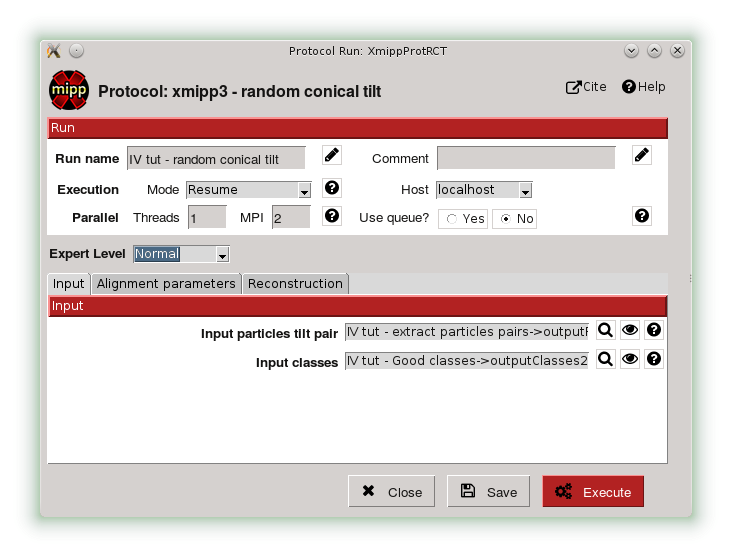 Protocol Run: XmippProtRCT
mipp Protocol: xmipp3 - random conical tilt Cite Help
Run
Run name IV tut - random conical tilt Comment
Execution Mode Resume Host localhost
Parallel Threads 1 MPI 2 Use queue? Yes No
Expert Level Normal
Input Alignment parameters Reconstruction
Input
Input particles tilt pair IV tut - extract particles pairs->outputF
Input classes IV tut - Good classes->outputClasses2
Close Save Execute